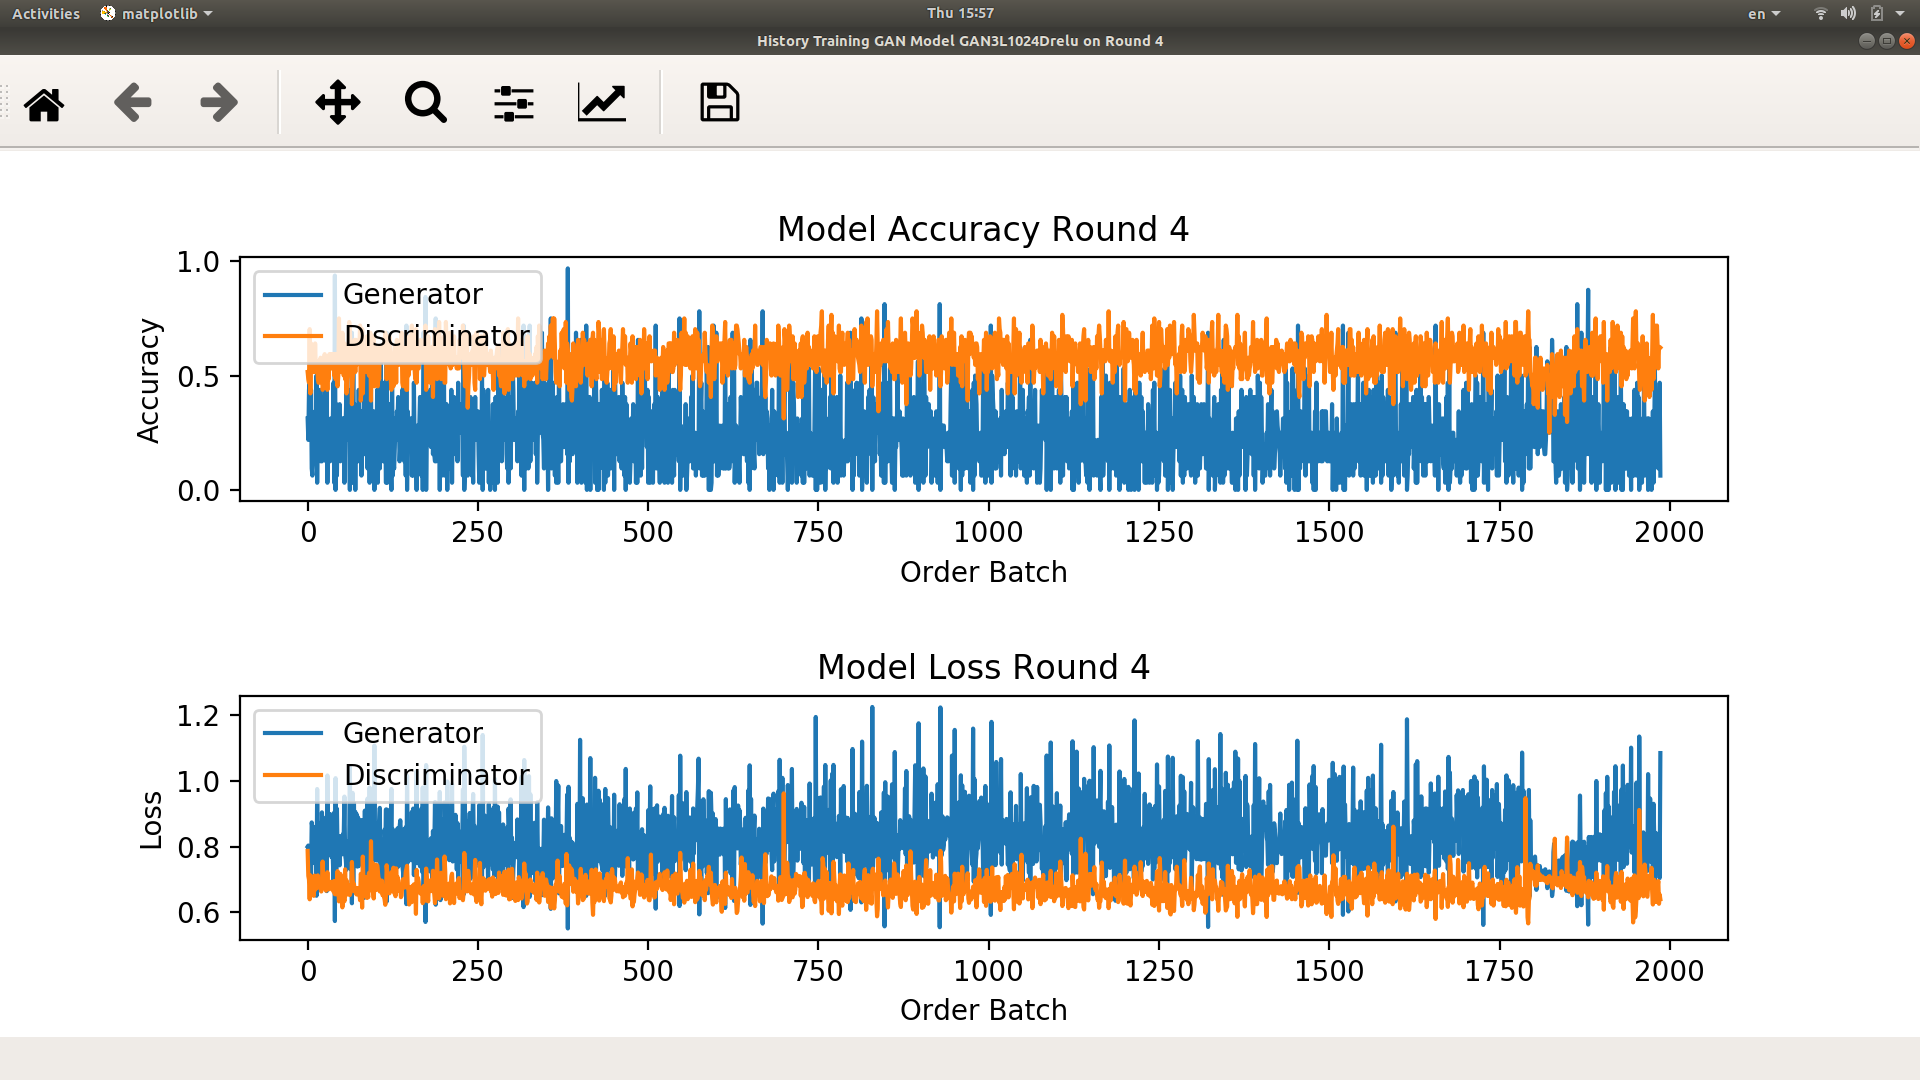 Activities matplotlib Thu 15:57 en
History Training GAN Model GAN3L1024Drelu on Round 4
Model Accuracy Round 4
1.0
0.5
0.0
Accuracy
Generator
Discriminator
0 250 500 750 1000 1250 1500 1750 2000
Order Batch
Model Loss Round 4
1.2
1.0
0.8
0.6
Loss
Generator
Discriminator
0 250 500 750 1000 1250 1500 1750 2000
Order Batch